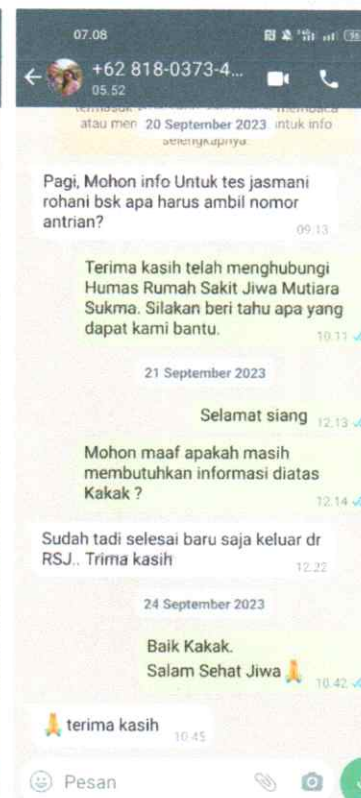 07.08
+62 818-0373-4...
05.52
atau men 20 September 2023 intuk info
selengkapnya.
Pagi, Mohon info Untuk tes jasmani
rohani bsk apa harus ambil nomor
antrian?
09.13
Terima kasih telah menghubungi
Humas Rumah Sakit Jiwa Mutiara
Sukma. Silakan beri tahu apa yang
dapat kami bantu.
10.11
21 September 2023
Selamat siang
12.13
Mohon maaf apakah masih
membutuhkan informasi diatas
Kakak ?
12.14
Sudah tadi selesai baru saja keluar dr
RSJ.. Trima kasih
12.22
24 September 2023
Baik Kakak.
Salam Sehat Jiwa🙏
10.42
🙏 terima kasih
10.45
Pesan